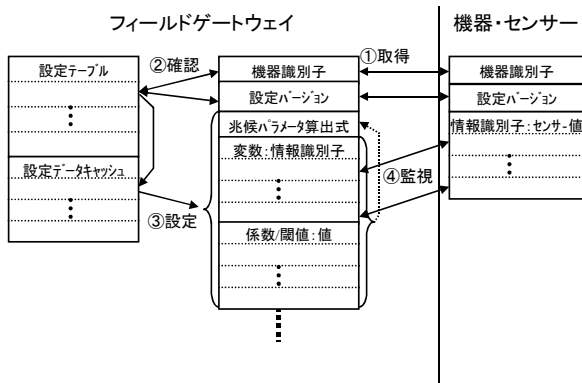 フィールドゲートウェイ
機器・センサー
設定テーブル
②確認
①取得
機器識別子
機器識別子
設定バージョン
設定バージョン
兆候パラメータ算出式
情報識別子:センサー値
変数:情報識別子
設定データキャッシュ
④監視
③設定
係数/閾値:値